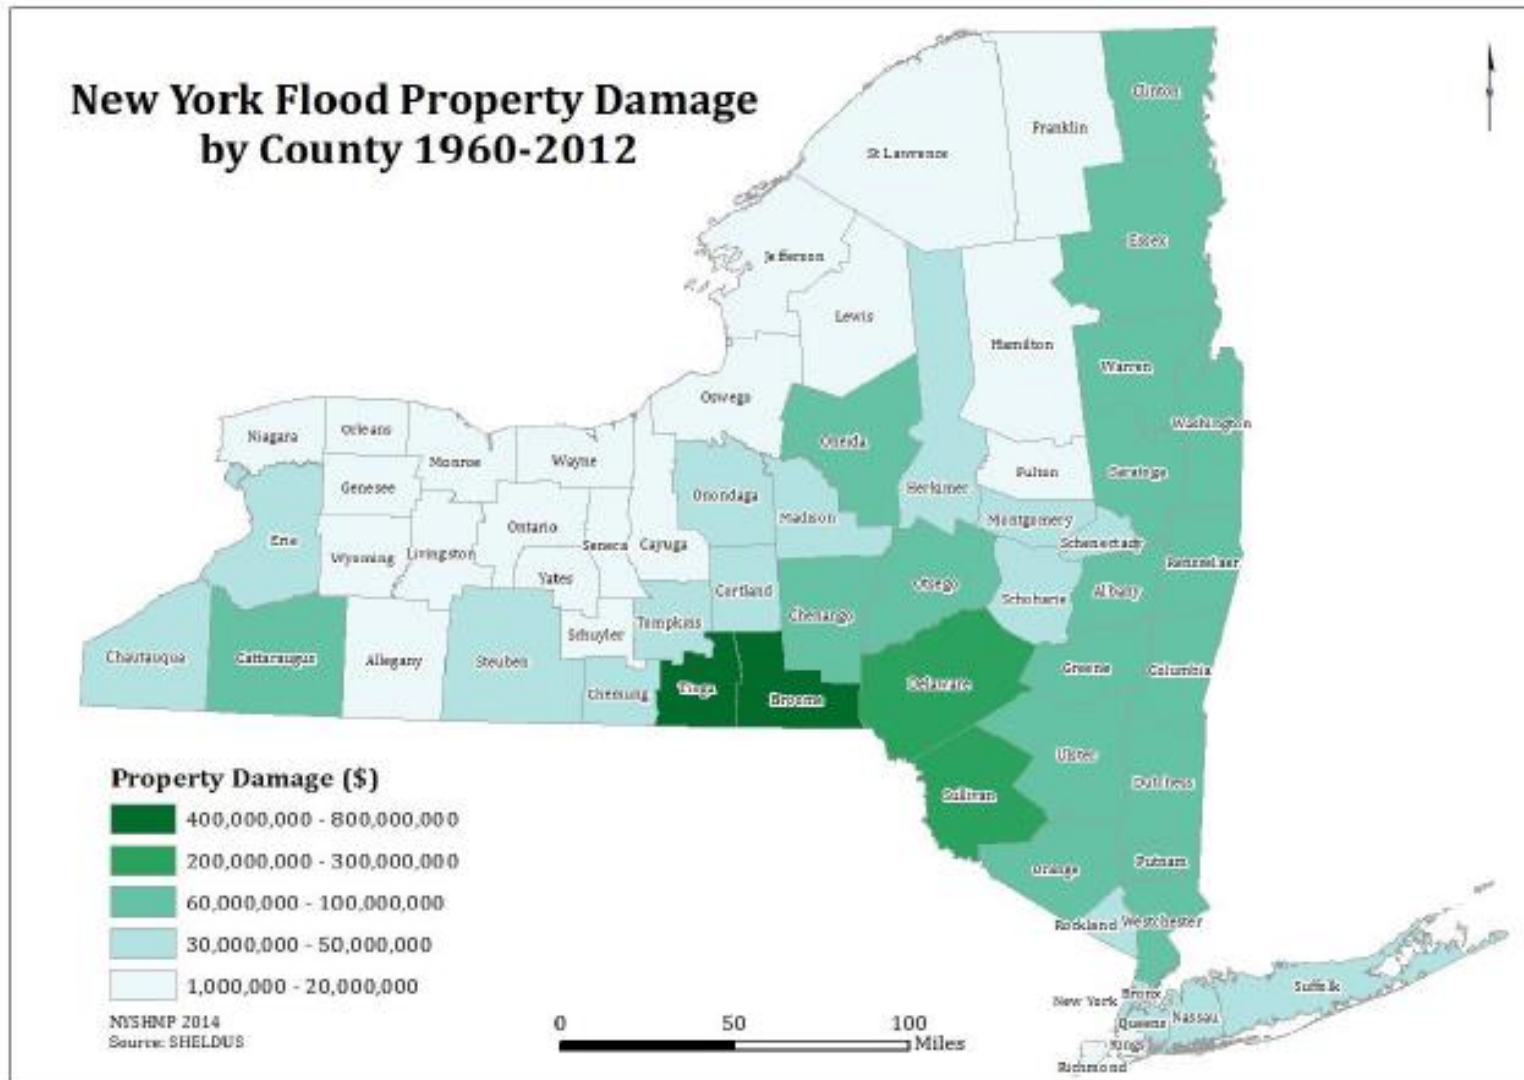 New York Flood Property Damage
by County 1960-2012
Clinton
Franklin
St Lawrence
Essex
Jefferson
Lewis
Hamilton
Warren
Oswego
Washington
Niagara
Orleans
Monroe
Wayne
Oneida
Saratoga
Fulton
Genesee
Herkimer
Onondaga
Madison
Montgomery
Ontario
Erie
Seneca
Cayuga
Schenectady
Wyoming
Livingston
Rensselaer
Yates
Cortland
Otsego
Albany
Schoharie
Chenango
Tompkins
Schuyler
Chautauqua
Cattaraugus
Allegany
Steuben
Greene
Columbia
Chemung
Tioga
Broome
Delaware
Ulster
Dutchess
Sullivan
Putnam
Orange
Rockland
Westchester
Suffolk
Bronx
New York
Queens
Nassau
Kings
Richmond
Property Damage ($)
400,000,000 - 800,000,000
200,000,000 - 300,000,000
60,000,000 - 100,000,000
30,000,000 - 50,000,000
1,000,000 - 20,000,000
NYSHMP 2014
Source: SHELDUS
0 50 100
Miles